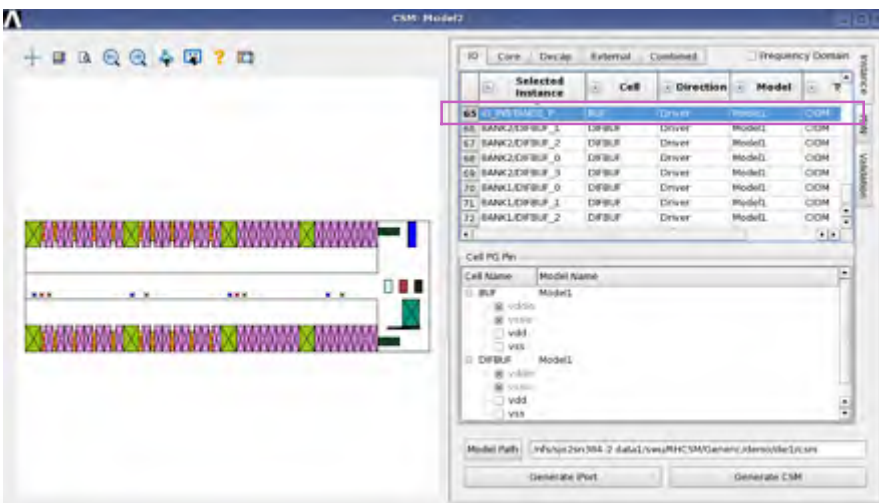 CSM: Model2
IO Core Decap External Combined Frequency Domain
Selected Instance Cell Direction Model
65 BUF Driver Model1 CIOM
66 BANK2/DIFBUF_1 DIFBUF Driver Model1 CIOM
67 BANK2/DIFBUF_2 DIFBUF Driver Model1 CIOM
68 BANK2/DIFBUF_0 DIFBUF Driver Model1 CIOM
69 BANK2/DIFBUF_3 DIFBUF Driver Model1 CIOM
70 BANK1/DIFBUF_0 DIFBUF Driver Model1 CIOM
71 BANK1/DIFBUF_1 DIFBUF Driver Model1 CIOM
72 BANK1/DIFBUF_2 DIFBUF Driver Model1 CIOM
Instance
Validation
Cell PG Pin
Cell Name Model Name
BUF Model1
vdd
vss
DIFBUF Model1
vdd
vss
Model Path
Generate iPort Generate CSM